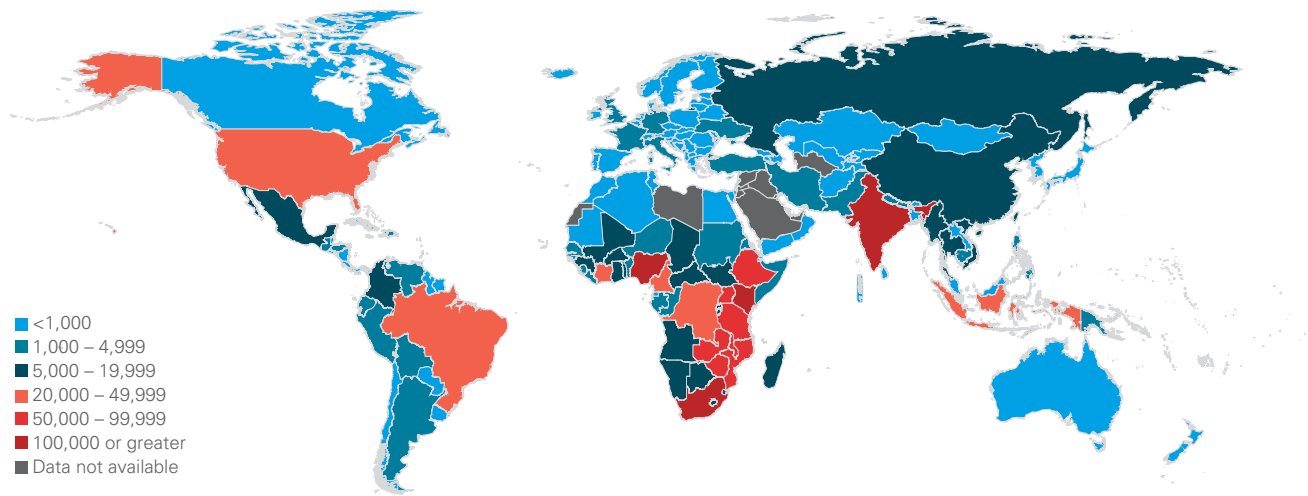 <1,000
1,000 – 4,999
5,000 – 19,999
20,000 – 49,999
50,000 – 99,999
100,000 or greater
Data not available